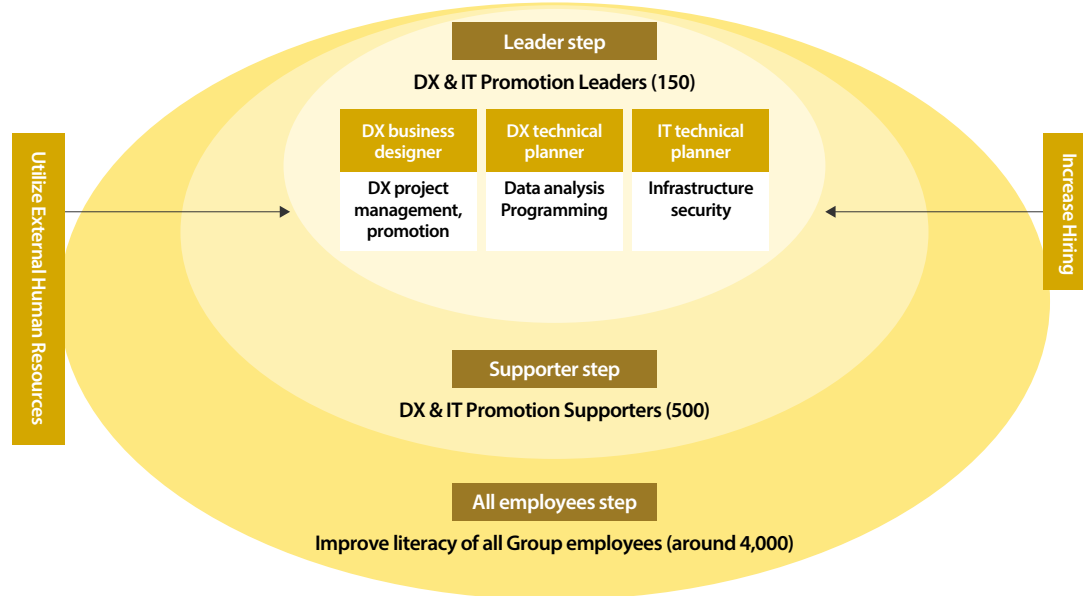 Leader step
DX & IT Promotion Leaders (150)
DX business
designer
DX technical
planner
IT technical
planner
DX project
management,
promotion
Data analysis
Programming
Infrastructure
security
Utilize External Human Resources
Increase Hiring
Supporter step
DX & IT Promotion Supporters (500)
All employees step
Improve literacy of all Group employees (around 4,000)